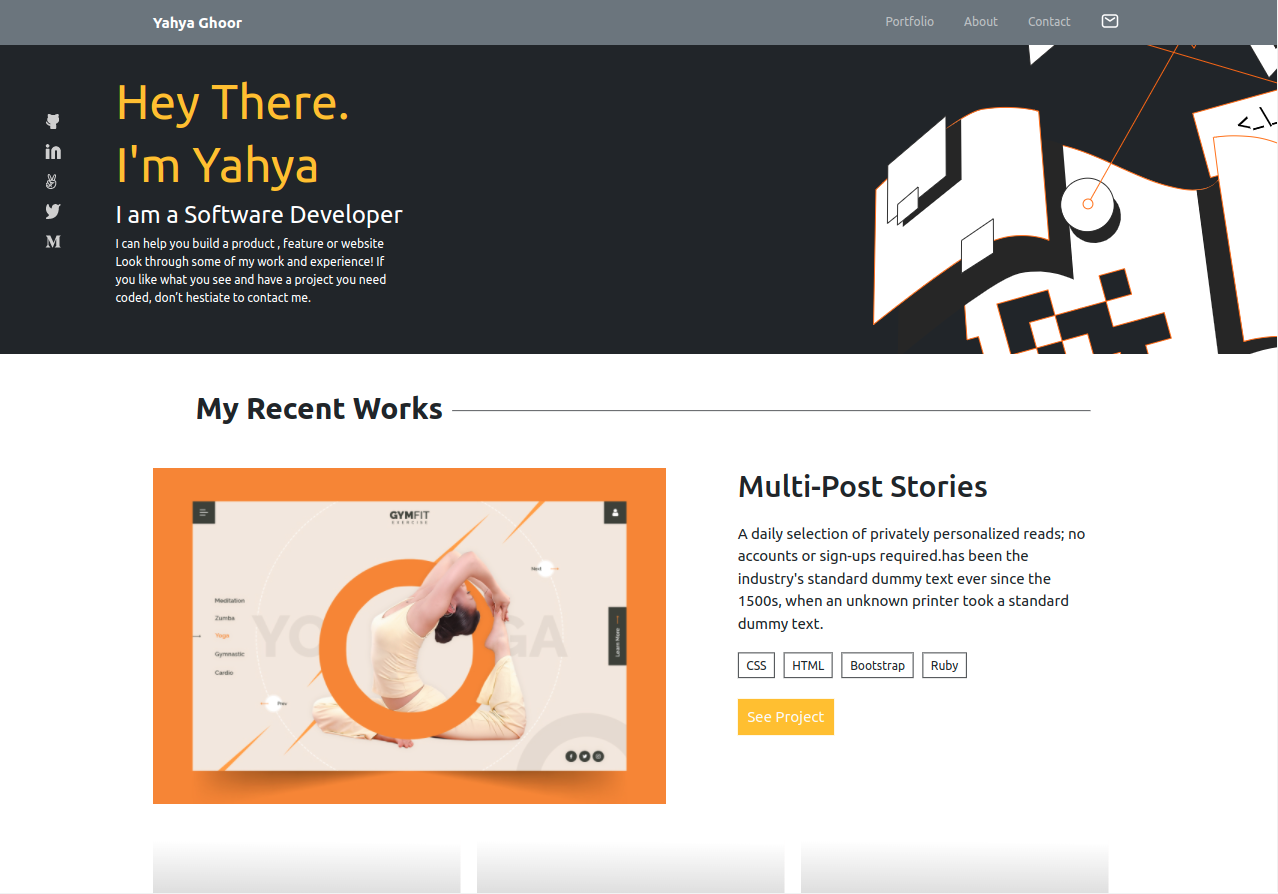 Yahya Ghoor
Portfolio About Contact
Hey There.
I'm Yahya
I am a Software Developer
I can help you build a product , feature or website
Look through some of my work and experience! If
you like what you see and have a project you need
coded, don't hestiate to contact me.
<_\
My Recent Works
GYMFIT
EXERCISE
Next
Meditation
Zumba
Yoga
Gymnastic
Cardio
Prev
YO GA
Learn More
Multi-Post Stories
A daily selection of privately personalized reads; no
accounts or sign-ups required.has been the
industry's standard dummy text ever since the
1500s, when an unknown printer took a standard
dummy text.
CSS HTML Bootstrap Ruby
See Project